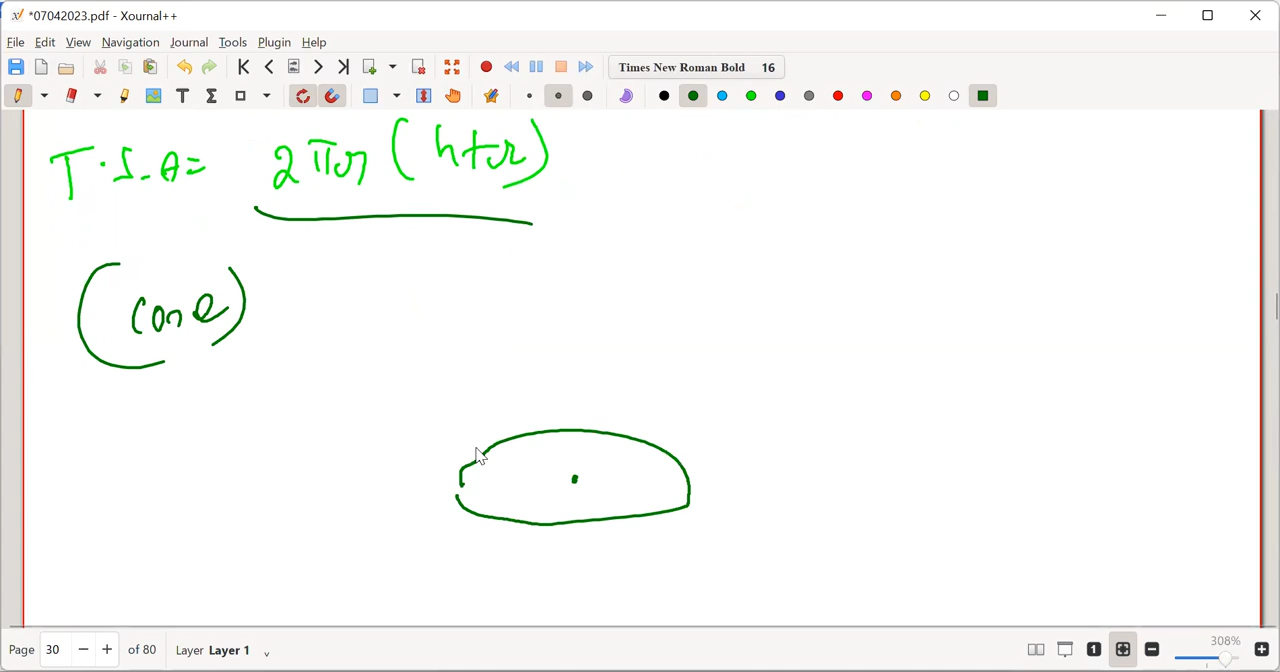 *07042023.pdf - Xournal++
File Edit View Navigation Journal Tools Plugin Help
Times New Roman Bold 16
T.S.A= 2πr (h+r)
(cone)
Page 30 of 80 Layer Layer 1 1 308%